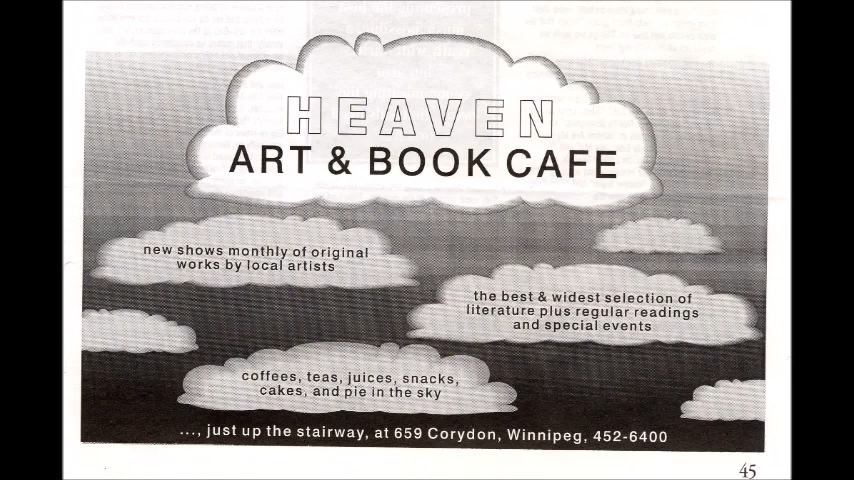 HEAVEN
ART & BOOK CAFE
new shows monthly of original
works by local artists
the best & widest selection of
literature plus regular readings
and special events
coffees, teas, juices, snacks,
cakes, and pie in the sky
..., just up the stairway, at 659 Corydon, Winnipeg, 452-6400
45